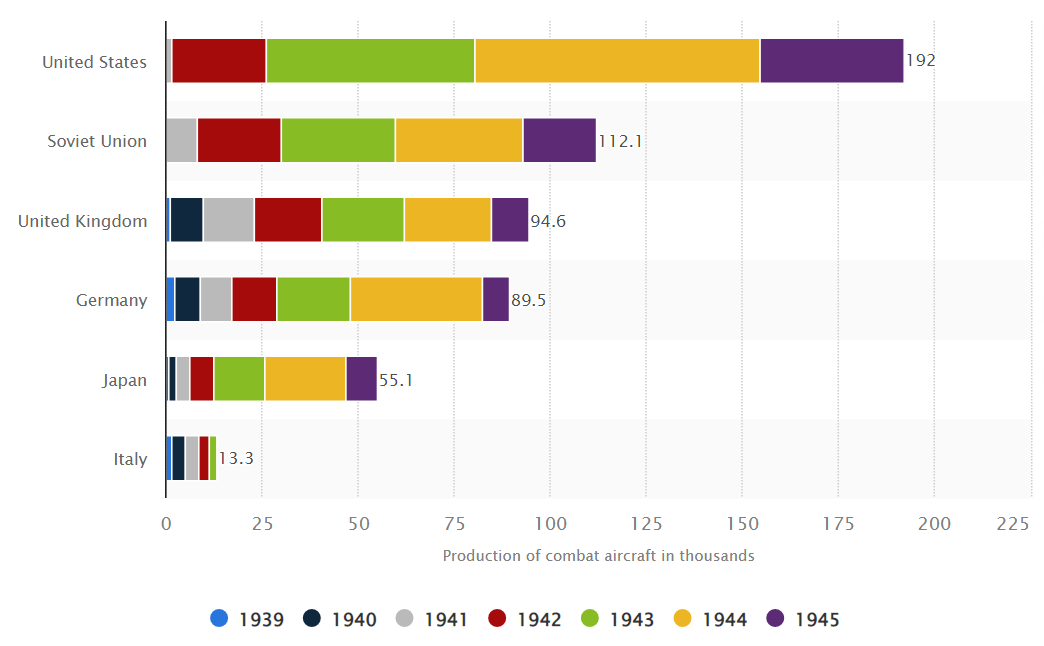 United States 192
Soviet Union 112.1
United Kingdom 94.6
Germany 89.5
Japan 55.1
Italy 13.3
0 25 50 75 100 125 150 175 200 225
Production of combat aircraft in thousands
1939 1940 1941 1942 1943 1944 1945